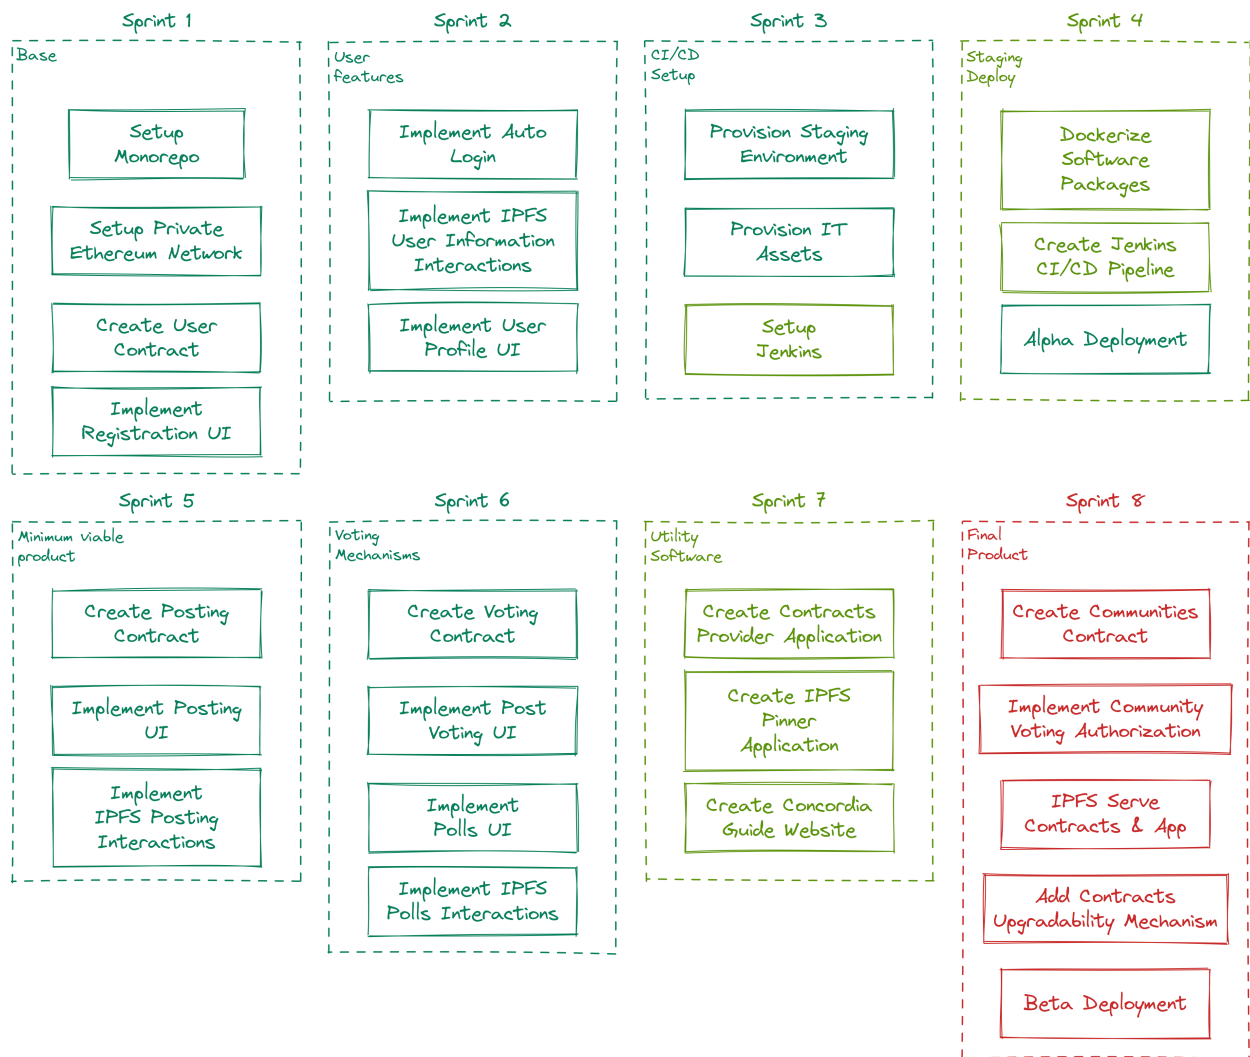 Sprint 1
Base
Setup
Monorepo
Setup Private
Ethereum Network
Create User
Contract
Implement
Registration UI
Sprint 2
User
features
Implement Auto
Login
Implement IPFS
User Information
Interactions
Implement User
Profile UI
Sprint 3
CI/CD
Setup
Provision Staging
Environment
Provision IT
Assets
Setup
Jenkins
Sprint 4
Staging
Deploy
Dockerize
Software
Packages
Create Jenkins
CI/CD Pipeline
Alpha Deployment
Sprint 5
Minimum viable
product
Create Posting
Contract
Implement Posting
UI
Implement
IPFS Posting
Interactions
Sprint 6
Voting
Mechanisms
Create Voting
Contract
Implement Post
Voting UI
Implement
Polls UI
Implement IPFS
Polls Interactions
Sprint 7
Utility
Software
Create Contracts
Provider Application
Create IPFS
Pinner
Application
Create Concordia
Guide Website
Sprint 8
Final
Product
Create Communities
Contract
Implement Community
Voting Authorization
IPFS Serve
Contracts & App
Add Contracts
Upgradability Mechanism
Beta Deployment